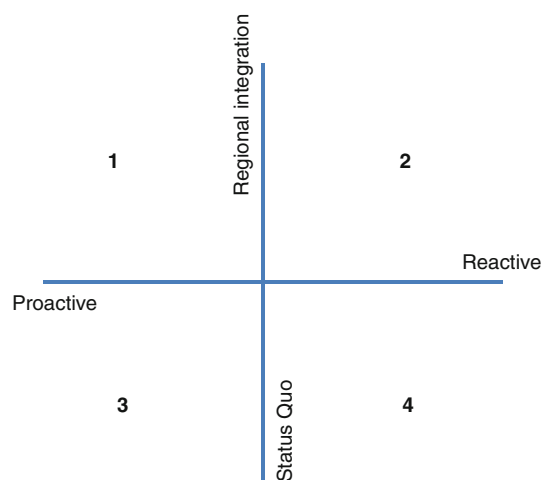 Regional integration
1
2
Reactive
Proactive
3
4
Status Quo